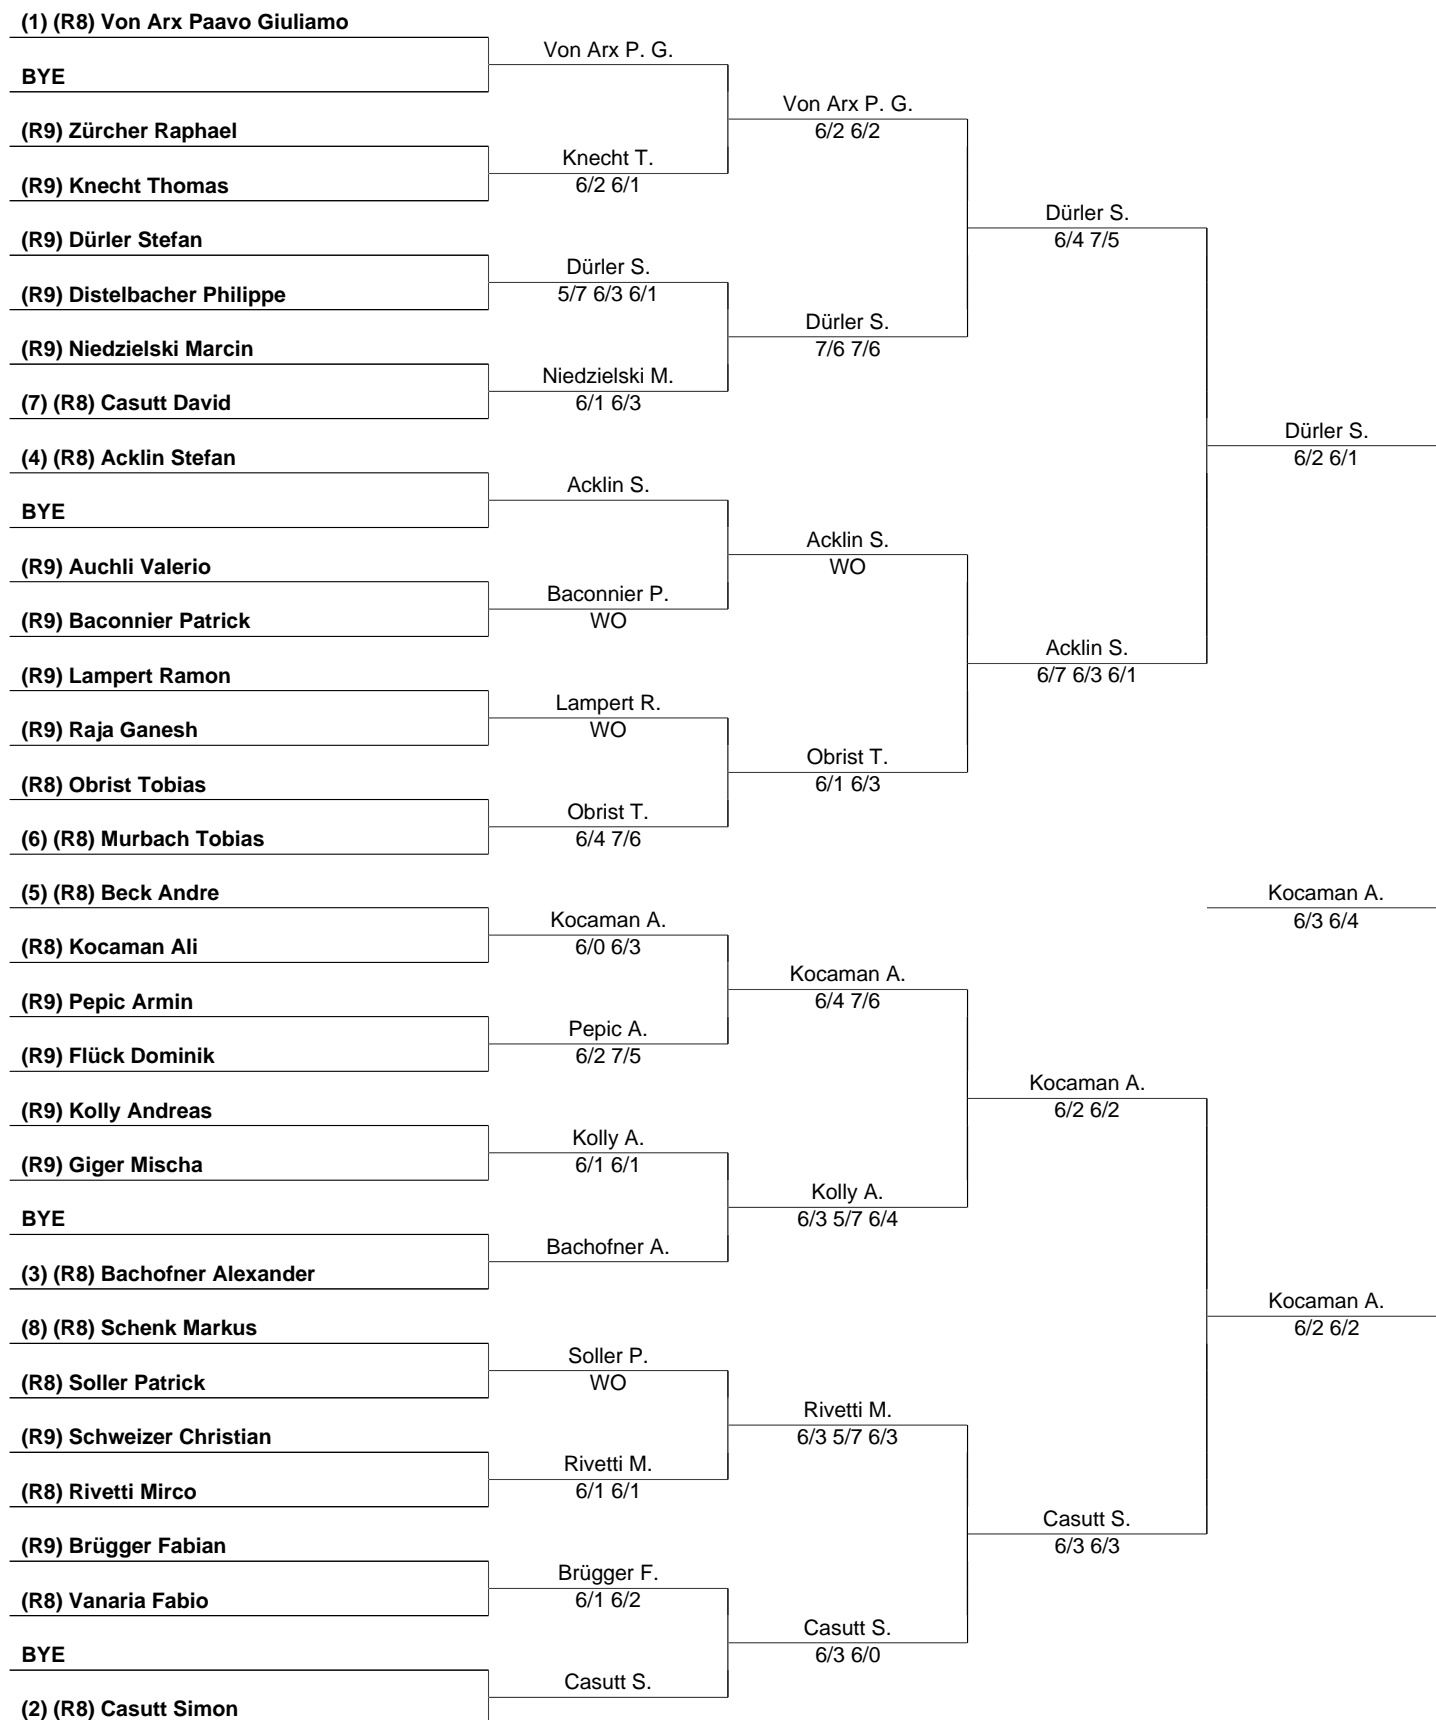 (1) (R8) Von Arx Paavo Giuliamo
Von Arx P. G.
BYE
Von Arx P. G.
6/2 6/2
(R9) Zürcher Raphael
Knecht T.
6/2 6/1
(R9) Knecht Thomas
Dürler S.
6/4 7/5
(R9) Dürler Stefan
Dürler S.
5/7 6/3 6/1
(R9) Distelbacher Philippe
Dürler S.
7/6 7/6
(R9) Niedzielski Marcin
Niedzielski M.
6/1 6/3
(7) (R8) Casutt David
Dürler S.
6/2 6/1
(4) (R8) Acklin Stefan
Acklin S.
BYE
Acklin S.
WO
(R9) Auchli Valerio
Baconnier P.
WO
(R9) Baconnier Patrick
Acklin S.
6/7 6/3 6/1
(R9) Lampert Ramon
Lampert R.
WO
(R9) Raja Ganesh
Obrist T.
6/1 6/3
(R8) Obrist Tobias
Obrist T.
6/4 7/6
(6) (R8) Murbach Tobias
(5) (R8) Beck Andre
Kocaman A.
6/3 6/4
Kocaman A.
6/0 6/3
(R8) Kocaman Ali
Kocaman A.
6/4 7/6
(R9) Pepic Armin
Pepic A.
6/2 7/5
(R9) Flück Dominik
Kocaman A.
6/2 6/2
(R9) Kolly Andreas
Kolly A.
6/1 6/1
(R9) Giger Mischa
Kolly A.
6/3 5/7 6/4
BYE
Bachofner A.
(3) (R8) Bachofner Alexander
Kocaman A.
6/2 6/2
(8) (R8) Schenk Markus
Soller P.
WO
(R8) Soller Patrick
Rivetti M.
6/3 5/7 6/3
(R9) Schweizer Christian
Rivetti M.
6/1 6/1
(R8) Rivetti Mirco
Casutt S.
6/3 6/3
(R9) Brügger Fabian
Brügger F.
6/1 6/2
(R8) Vanaria Fabio
Casutt S.
6/3 6/0
BYE
Casutt S.
(2) (R8) Casutt Simon